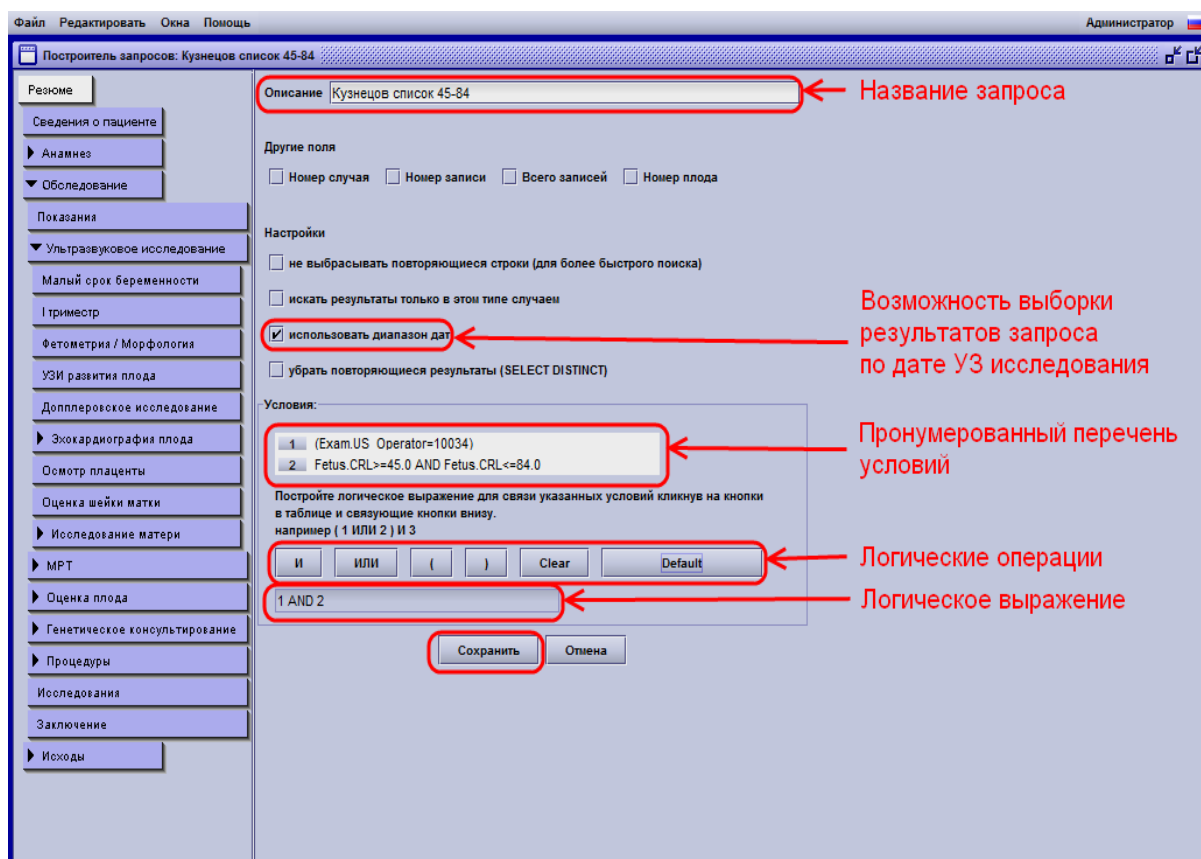 Файл Редактировать Окна Помощь Администратор
Построитель запросов: Кузнецов список 45-84
Резюме
Сведения о пациенте
Анамнез
Обследование
Показания
Ультразвуковое исследование
Малый срок беременности
I триместр
Фетометрия / Морфология
УЗИ развития плода
Допплеровское исследование
Эхокардиография плода
Осмотр плаценты
Оценка шейки матки
Исследование матери
МРТ
Оценка плода
Генетическое консультирование
Процедуры
Исследования
Заключение
Исходы
Описание Кузнецов список 45-84
Название запроса
Другие поля
Номер случая Номер записи Всего записей Номер плода
Настройки
не выбрасывать повторяющиеся строки (для более быстрого поиска)
искать результаты только в этом типе случаем
использовать диапазон дат
убрать повторяющиеся результаты (SELECT DISTINCT)
Возможность выборки
результатов запроса
по дате УЗ исследования
Условия:
1 (Exam.US Operator=10034)
2 Fetus.CRL>=45.0 AND Fetus.CRL<=84.0
Пронумерованный перечень
условий
Постройте логическое выражение для связи указанных условий кликнув на кнопки
в таблице и связующие кнопки внизу.
например ( 1 ИЛИ 2 ) И 3
И ИЛИ ( ) Clear Default
Логические операции
1 AND 2
Логическое выражение
Сохранить Отмена